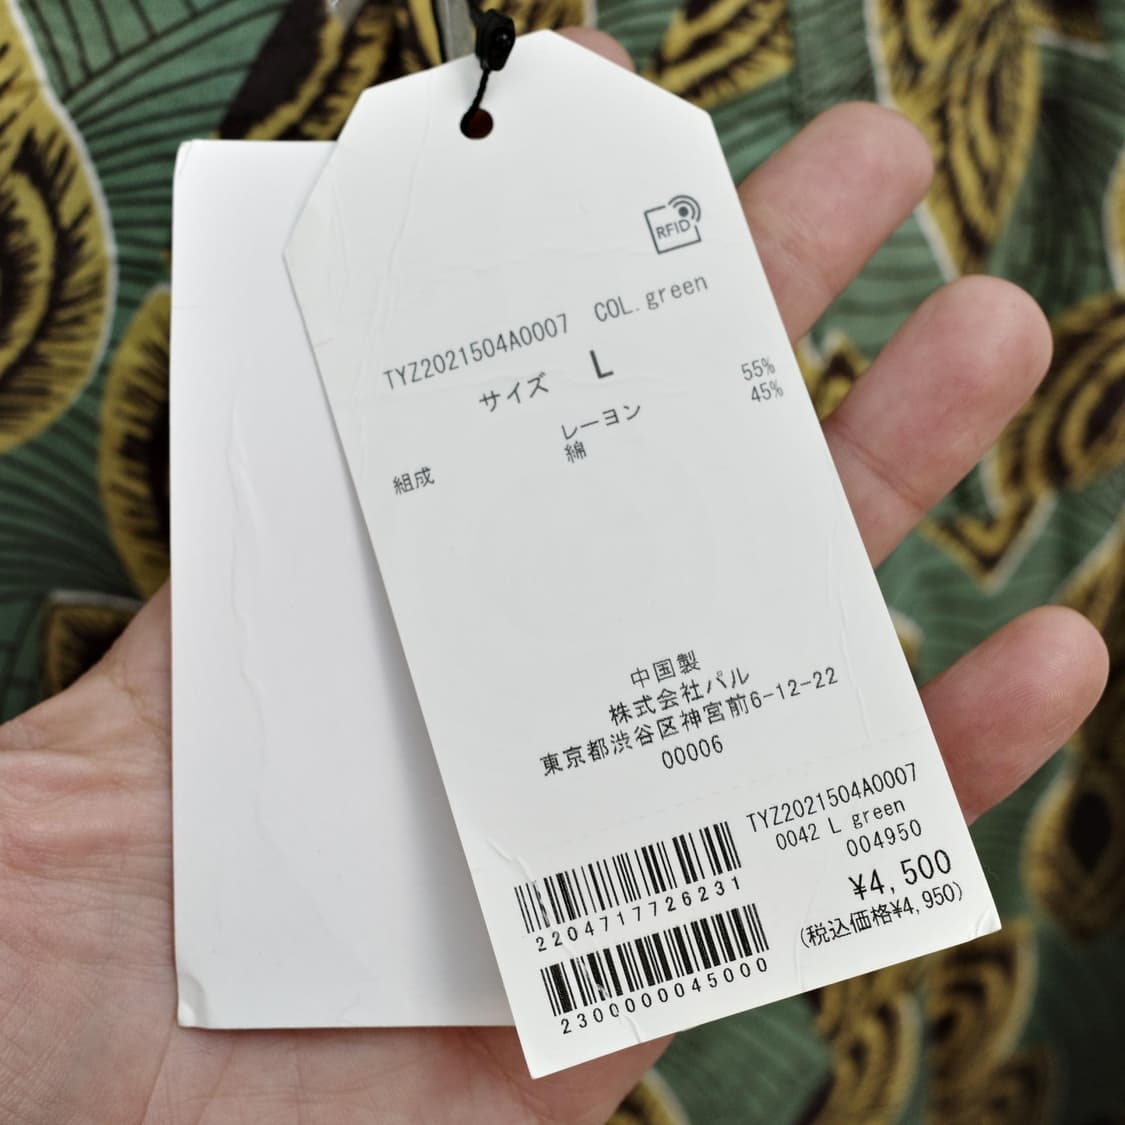 RFID
TYZ2021504A0007 COL.green
サイズ L
組成 レーヨン 55%
綿 45%
中国製
株式会社パル
東京都渋谷区神宮前6-12-22
00006
TYZ2021504A0007
0042 L green
004950
¥4,500
(税込価格¥4,950)
2204717726231
2300000045000